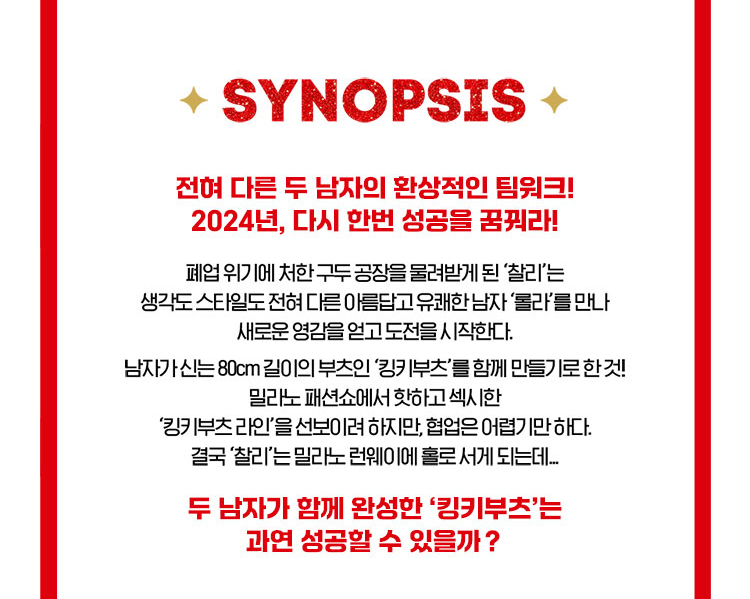 SYNOPSIS
전혀 다른 두 남자의 환상적인 팀워크!
2024년, 다시 한번 성공을 꿈꿔라!
폐업 위기에 처한 구두 공장을 물려받게 된 ‘찰리’는
생각도 스타일도 전혀 다른 아름답고 유쾌한 남자 ‘롤라’를 만나
새로운 영감을 얻고 도전을 시작한다.
남자가 신는 80cm 길이의 부츠인 ‘킹키부츠’를 함께 만들기로 한 것!
밀라노 패션쇼에서 핫하고 섹시한
‘킹키부츠 라인’을 선보이려 하지만, 협업은 어렵기만 하다.
결국 ‘찰리’는 밀라노 런웨이에 홀로 서게 되는데...
두 남자가 함께 완성한 ‘킹키부츠’는
과연 성공할 수 있을까?